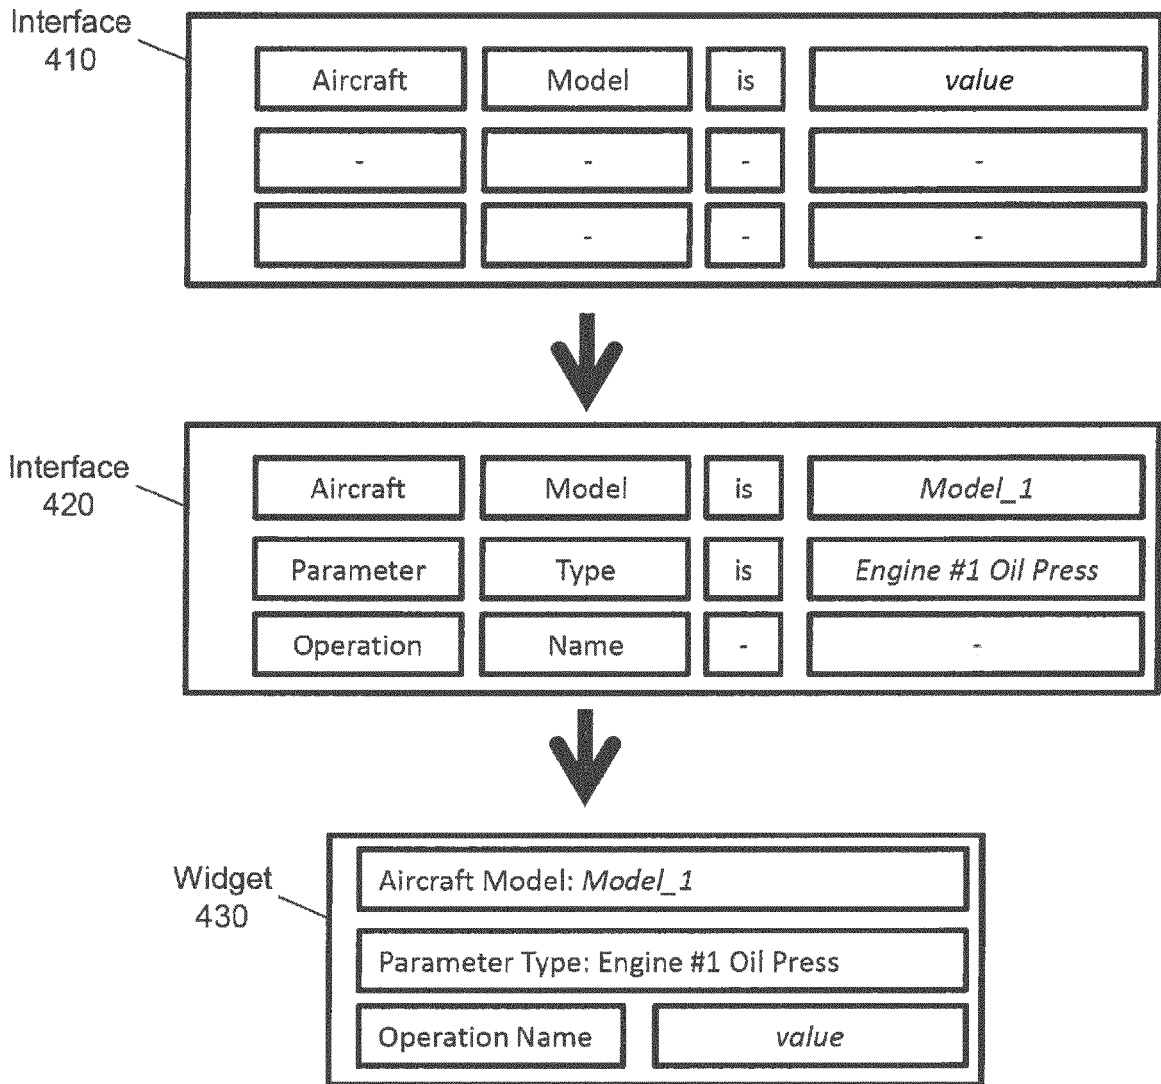 Interface
410
Aircraft Model is value
- - - -
- - -
Interface
420
Aircraft Model is Model_1
Parameter Type is Engine #1 Oil Press
Operation Name - -
Widget
430
Aircraft Model: Model_1
Parameter Type: Engine #1 Oil Press
Operation Name value